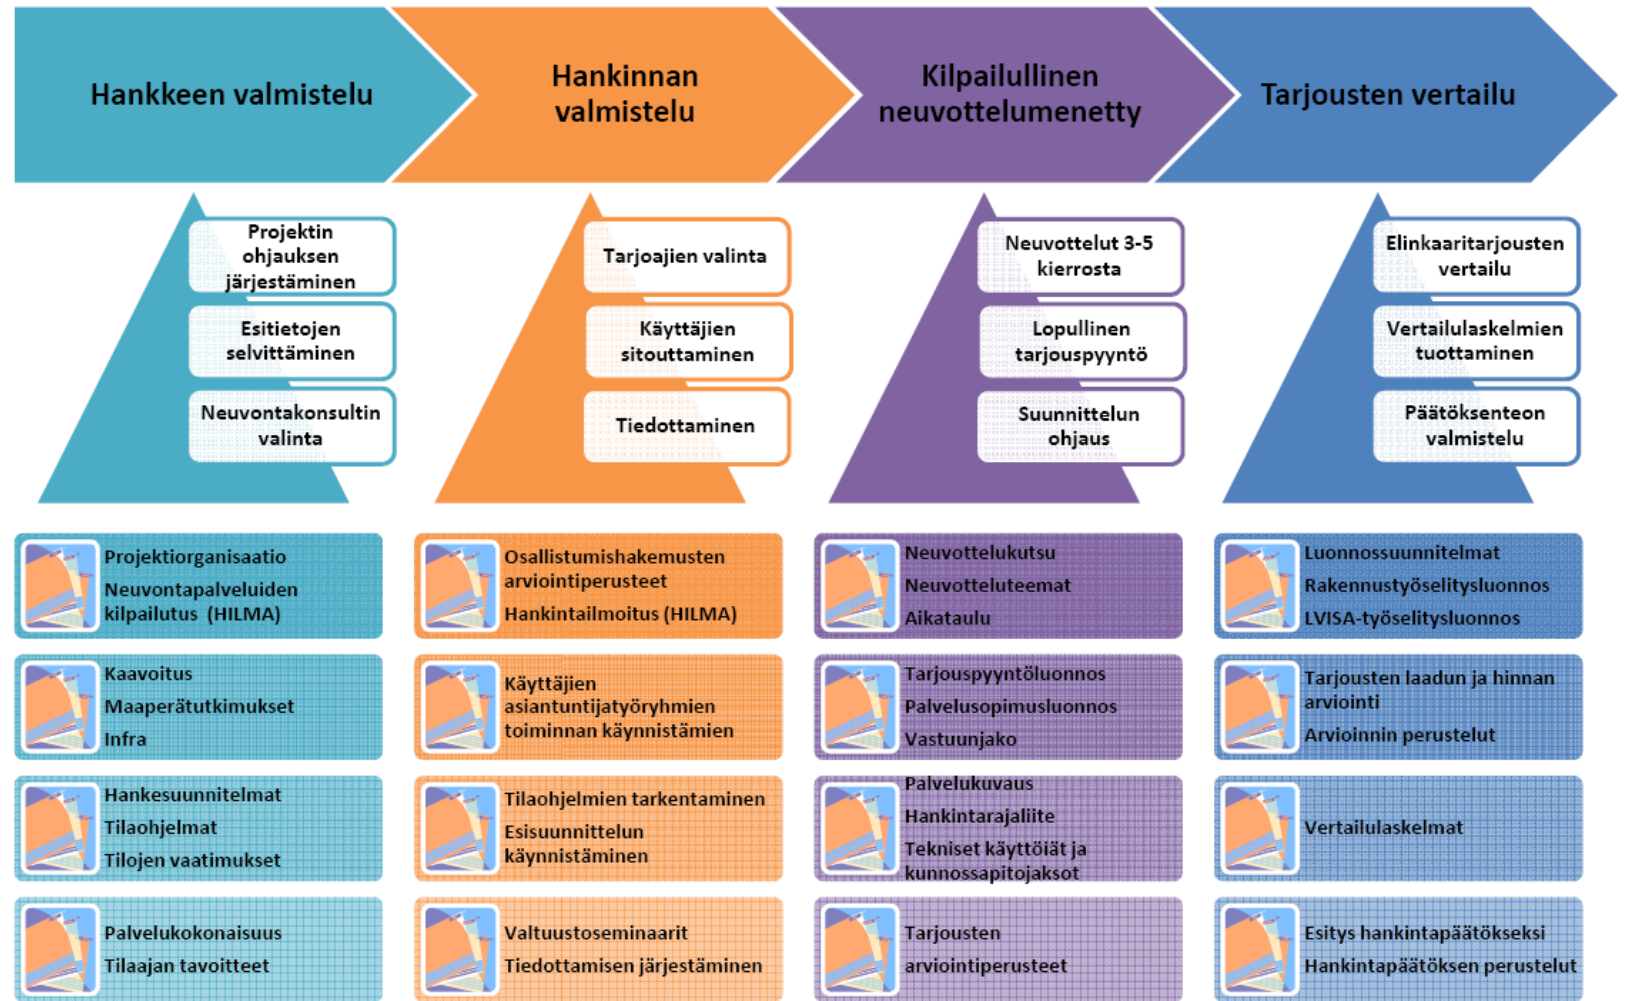 Hankkeen valmistelu
Hankinnan
valmistelu
Kilpailullinen
neuvottelumenetty
Tarjousten vertailu
Projektin
ohjauksen
järjestäminen
Esitietojen
selvittäminen
Neuvontakonsultin
valinta
Tarjoajien valinta
Käyttäjien
sitouttaminen
Tiedottaminen
Neuvottelut 3-5
kierrosta
Lopullinen
tarjouspyyntö
Suunnittelun
ohjaus
Elinkaaritarjousten
vertailu
Vertailulaskelmien
tuottaminen
Päätöksenteon
valmistelu
Projektiorganisaatio
Neuvontapalveluiden
kilpailutus (HILMA)
Kaavoitus
Maaperätutkimukset
Infra
Hankesuunnitelmat
Tilaohjelmat
Tilojen vaatimukset
Palvelukokonaisuus
Tilaajan tavoitteet
Osallistumishakemusten
arviointiperusteet
Hankintailmoitus (HILMA)
Käyttäjien
asiantuntijatyöryhmien
toiminnan käynnistämien
Tilaohjelmien tarkentaminen
Esisuunnittelun
käynnistäminen
Valtuustoseminaarit
Tiedottamisen järjestäminen
Neuvottelukutsu
Neuvotteluteemat
Aikataulu
Tarjouspyyntöluonnos
Palvelusopimusluonnos
Vastuunjako
Palvelukuvaus
Hankintarajaliite
Tekniset käyttöiät ja
kunnossapitojaksot
Tarjousten
arviointiperusteet
Luonnossuunnitelmat
Rakennustyöselitysluonnos
LVISA-työselitysluonnos
Tarjousten laadun ja hinnan
arviointi
Arvioinnin perustelut
Vertailulaskelmat
Esitys hankintapäätökseksi
Hankintapäätöksen perustelut